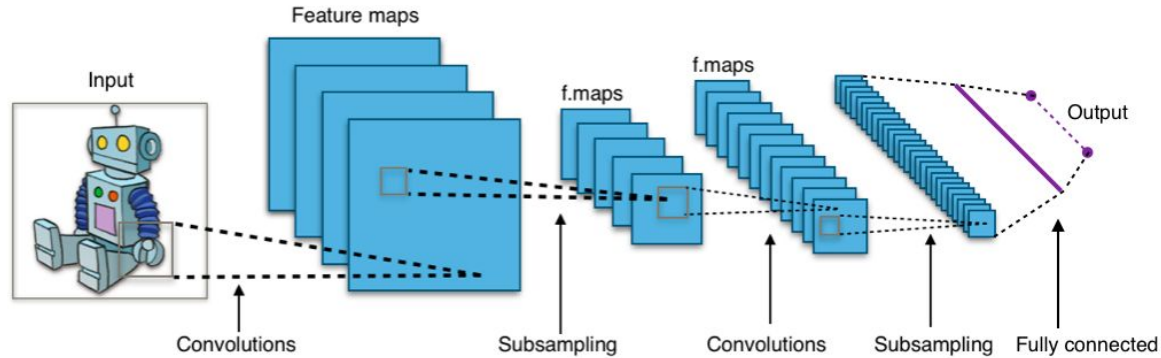 Feature maps
Input
f.maps
f.maps
Output
Convolutions
Subsampling
Convolutions
Subsampling
Fully connected